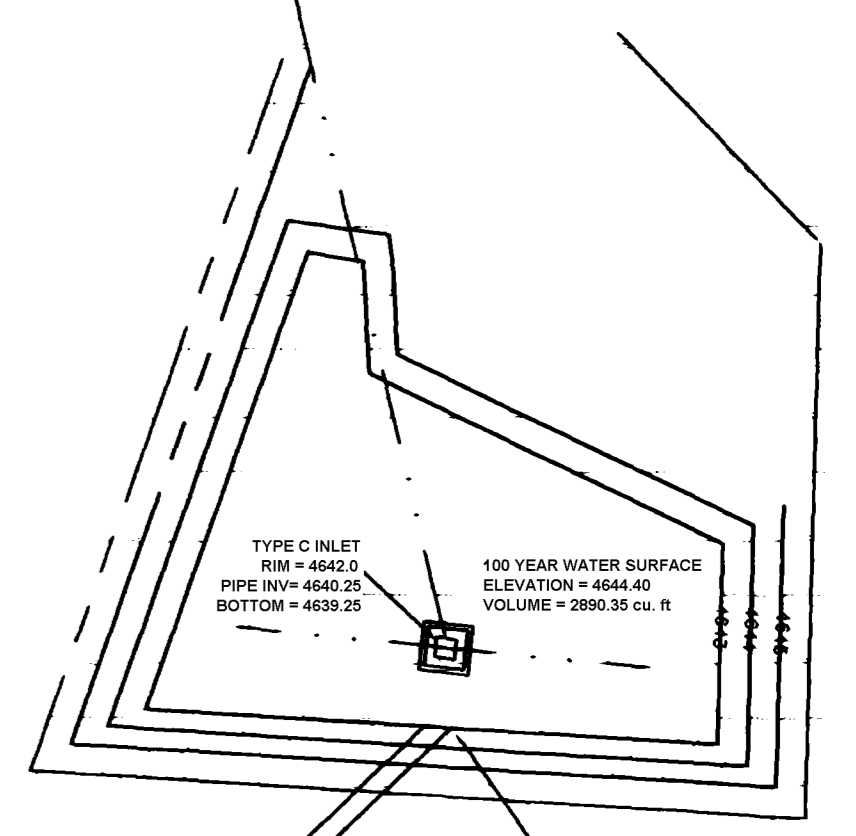 TYPE C INLET
RIM = 4642.0
PIPE INV= 4640.25
BOTTOM = 4639.25
100 YEAR WATER SURFACE
ELEVATION = 4644.40
VOLUME = 2890.35 cu. ft
4643
4644